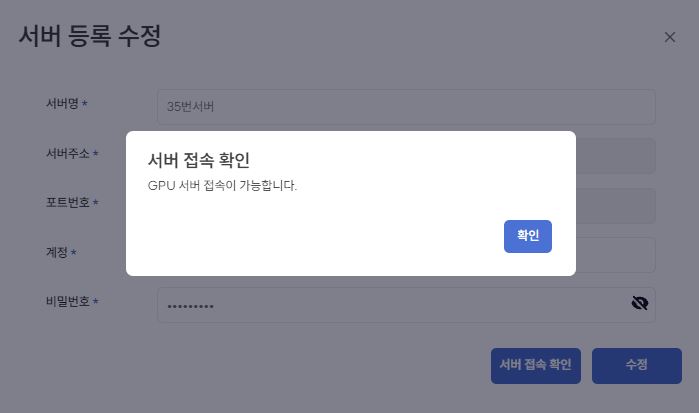 서버 등록 수정
서버명 *
35번서버
서버주소 *
포트번호 *
계정 *
비밀번호 *
•••••••••
서버 접속 확인
GPU 서버 접속이 가능합니다.
확인
서버 접속 확인
수정